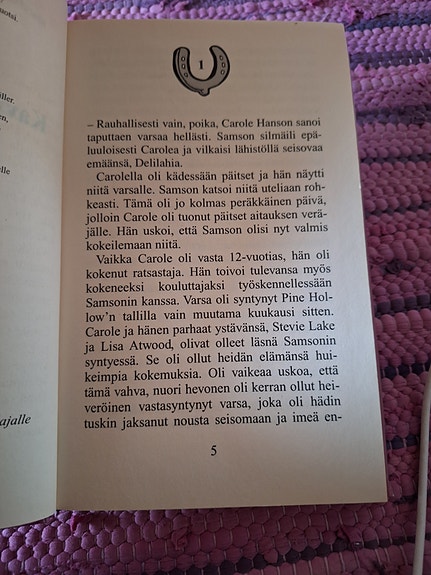 uotsi.
1
– Rauhallisesti vain, poika, Carole Hanson sanoi
taputtaen varsaa hellästi. Samson silmäili epä-
luuloisesti Carolea ja vilkaisi lähistöllä seisovaa
emäänsä, Delilahia.
Carolella oli kädessään päitset ja hän näytti
niitä varsalle. Samson katsoi niitä uteliaan roh-
keasti. Tämä oli jo kolmas peräkkäinen päivä,
jolloin Carole oli tuonut päitset aitauksen verä-
jälle. Hän uskoi, että Samson olisi nyt valmis
kokeilemaan niitä.
Vaikka Carole oli vasta 12-vuotias, hän oli
kokenut ratsastaja. Hän toivoi tulevansa myös
kokeneeksi kouluttajaksi työskennellessään
Samsonin kanssa. Varsa oli syntynyt Pine Hol-
low'n tallilla vain muutama kuukausi sitten.
Carole ja hänen parhaat ystävänsä, Stevie Lake
ja Lisa Atwood, olivat olleet läsnä Samsonin
syntyessä. Se oli ollut heidän elämänsä hui-
keimpia kokemuksia. Oli vaikeaa uskoa, että
tämä vahva, nuori hevonen oli kerran ollut hei-
veröinen vastasyntynyt varsa, joka oli hädin
tuskin jaksanut nousta seisomaan ja imeä en-
5
ajalle